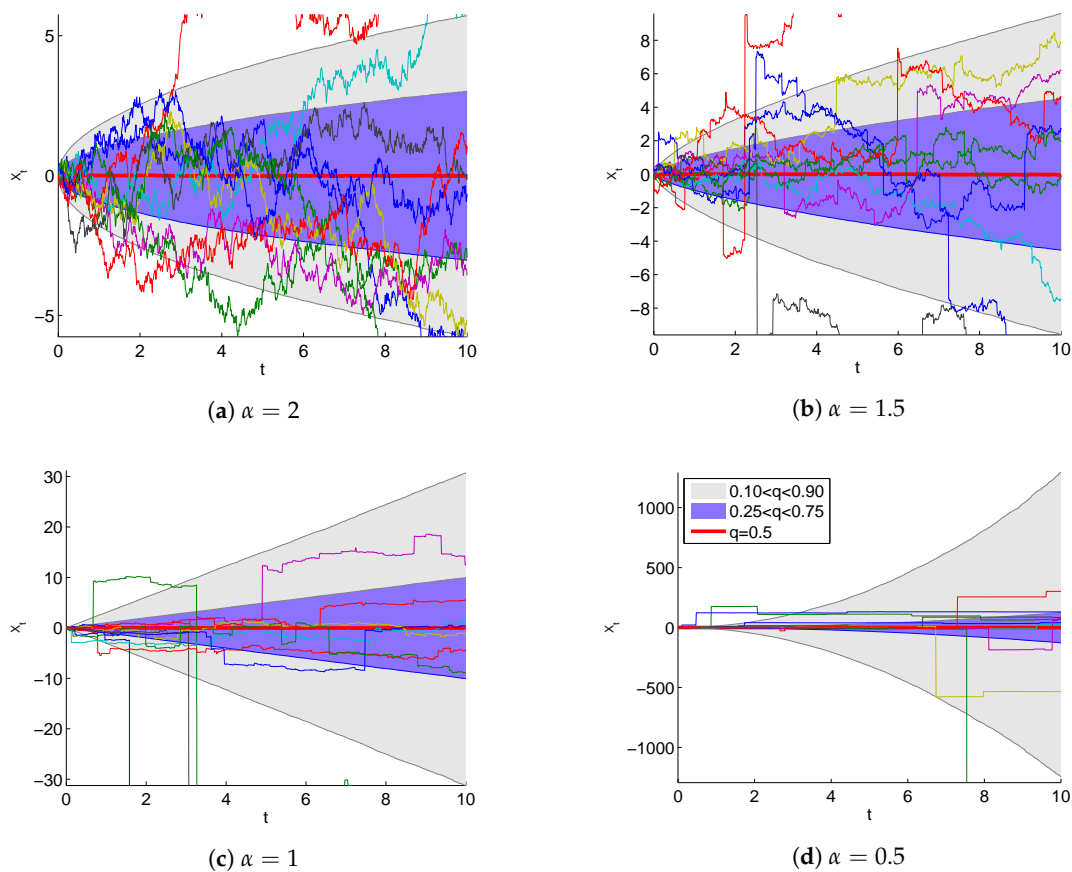 5
0
−5
X_t
0 2 4 6 8 10
t
(a) α = 2
8
6
4
2
0
−2
−4
−6
−8
X_t
0 2 4 6 8 10
t
(b) α = 1.5
30
20
10
0
−10
−20
−30
X_t
0 2 4 6 8 10
t
(c) α = 1
1000
500
0
−500
−1000
X_t
0.10<q<0.90
0.25<q<0.75
q=0.5
0 2 4 6 8 10
t
(d) α = 0.5